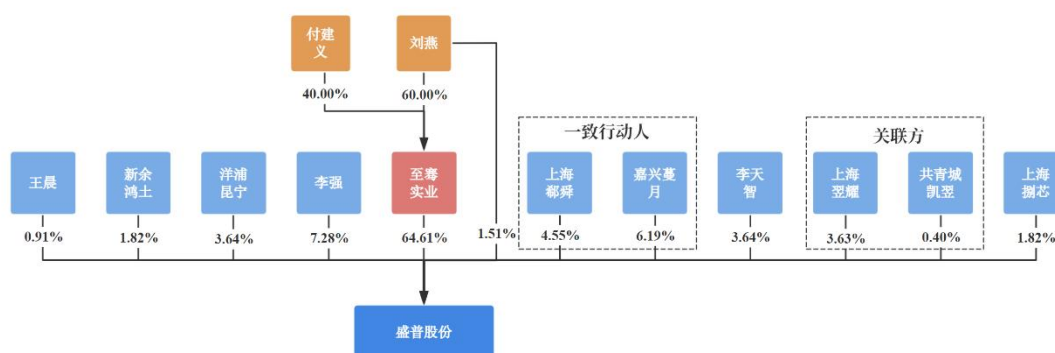 付建
义
刘燕
40.00%
60.00%
一致行动人
关联方
王晨
新余
鸿土
洋浦
昆宁
李强
至骞
实业
上海
郗舜
嘉兴蔓
月
李天
智
上海
翌耀
共青城
凯翌
上海
捌芯
0.91%
1.82%
3.64%
7.28%
64.61%
1.51%
4.55%
6.19%
3.64%
3.63%
0.40%
1.82%
盛普股份